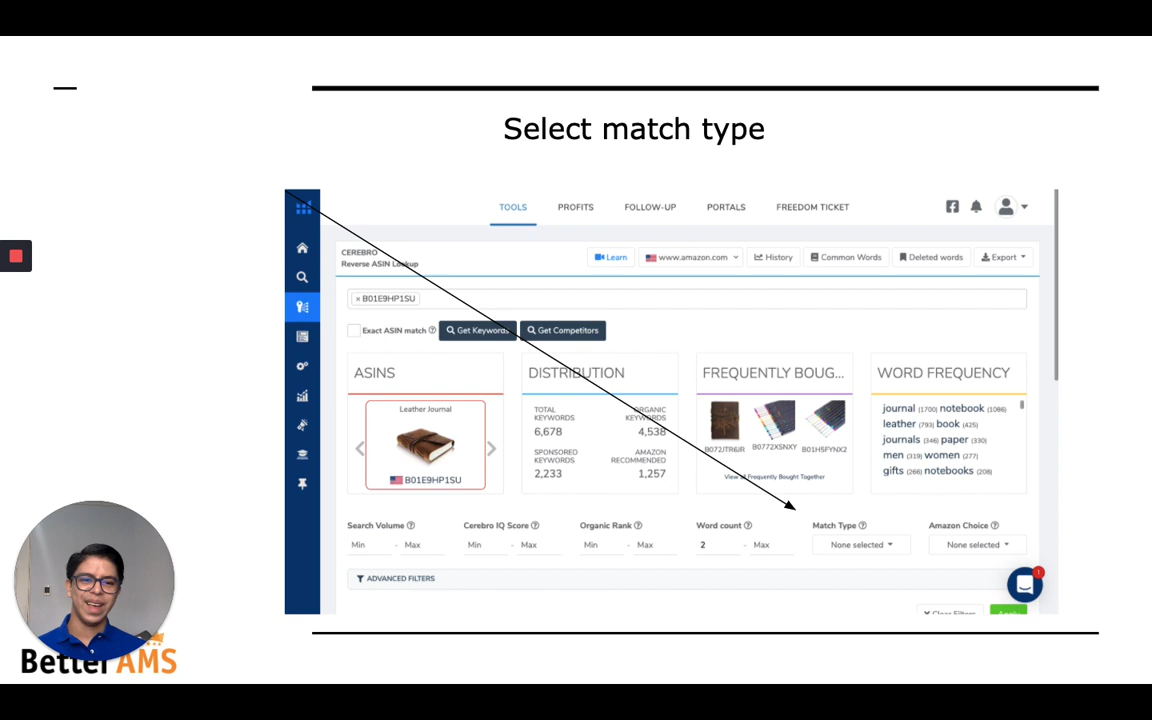 Select match type
TOOLS PROFITS FOLLOW-UP PORTALS FREEDOM TICKET
CEREBRO
Reverse ASIN Lookup
Learn www.amazon.com History Common Words Deleted words Export
× B01E9HP1SU
Exact ASIN match Get Keywords Get Competitors
ASINS
Leather Journal
B01E9HP1SU
DISTRIBUTION
TOTAL KEYWORDS
6,678
ORGANIC KEYWORDS
4,538
SPONSORED KEYWORDS
2,233
AMAZON RECOMMENDED
1,257
FREQUENTLY BOUG...
B072JTR6JR B0772XSNXY B01H5FYNX2
View all Frequently Bought Together
WORD FREQUENCY
journal (1700) notebook (1086)
leather (793) book (425)
journals (346) paper (330)
men (319) women (277)
gifts (266) notebooks (208)
Search Volume Cerebro IQ Score Organic Rank Word count Match Type Amazon Choice
Min - Max Min - Max Min - Max 2 - Max None selected None selected
ADVANCED FILTERS
1
Clear Filters Apply
Better AMS